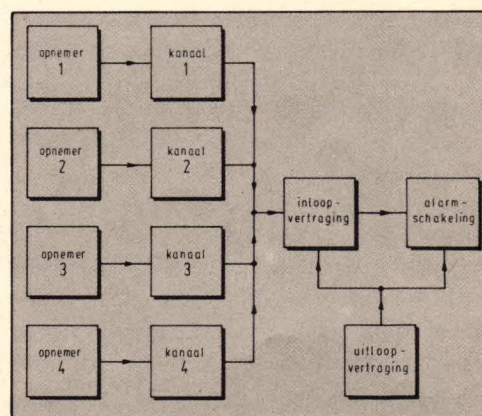 opnemer
1
kanaal
1
opnemer
2
kanaal
2
inloop-
vertraging
alarm-
schakeling
opnemer
3
kanaal
3
opnemer
4
kanaal
4
uitloop-
vertraging